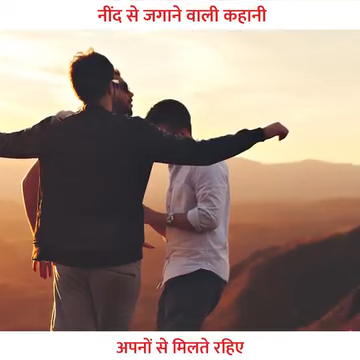 नींद से जगाने वाली कहानी
अपनों से मिलते रहिए